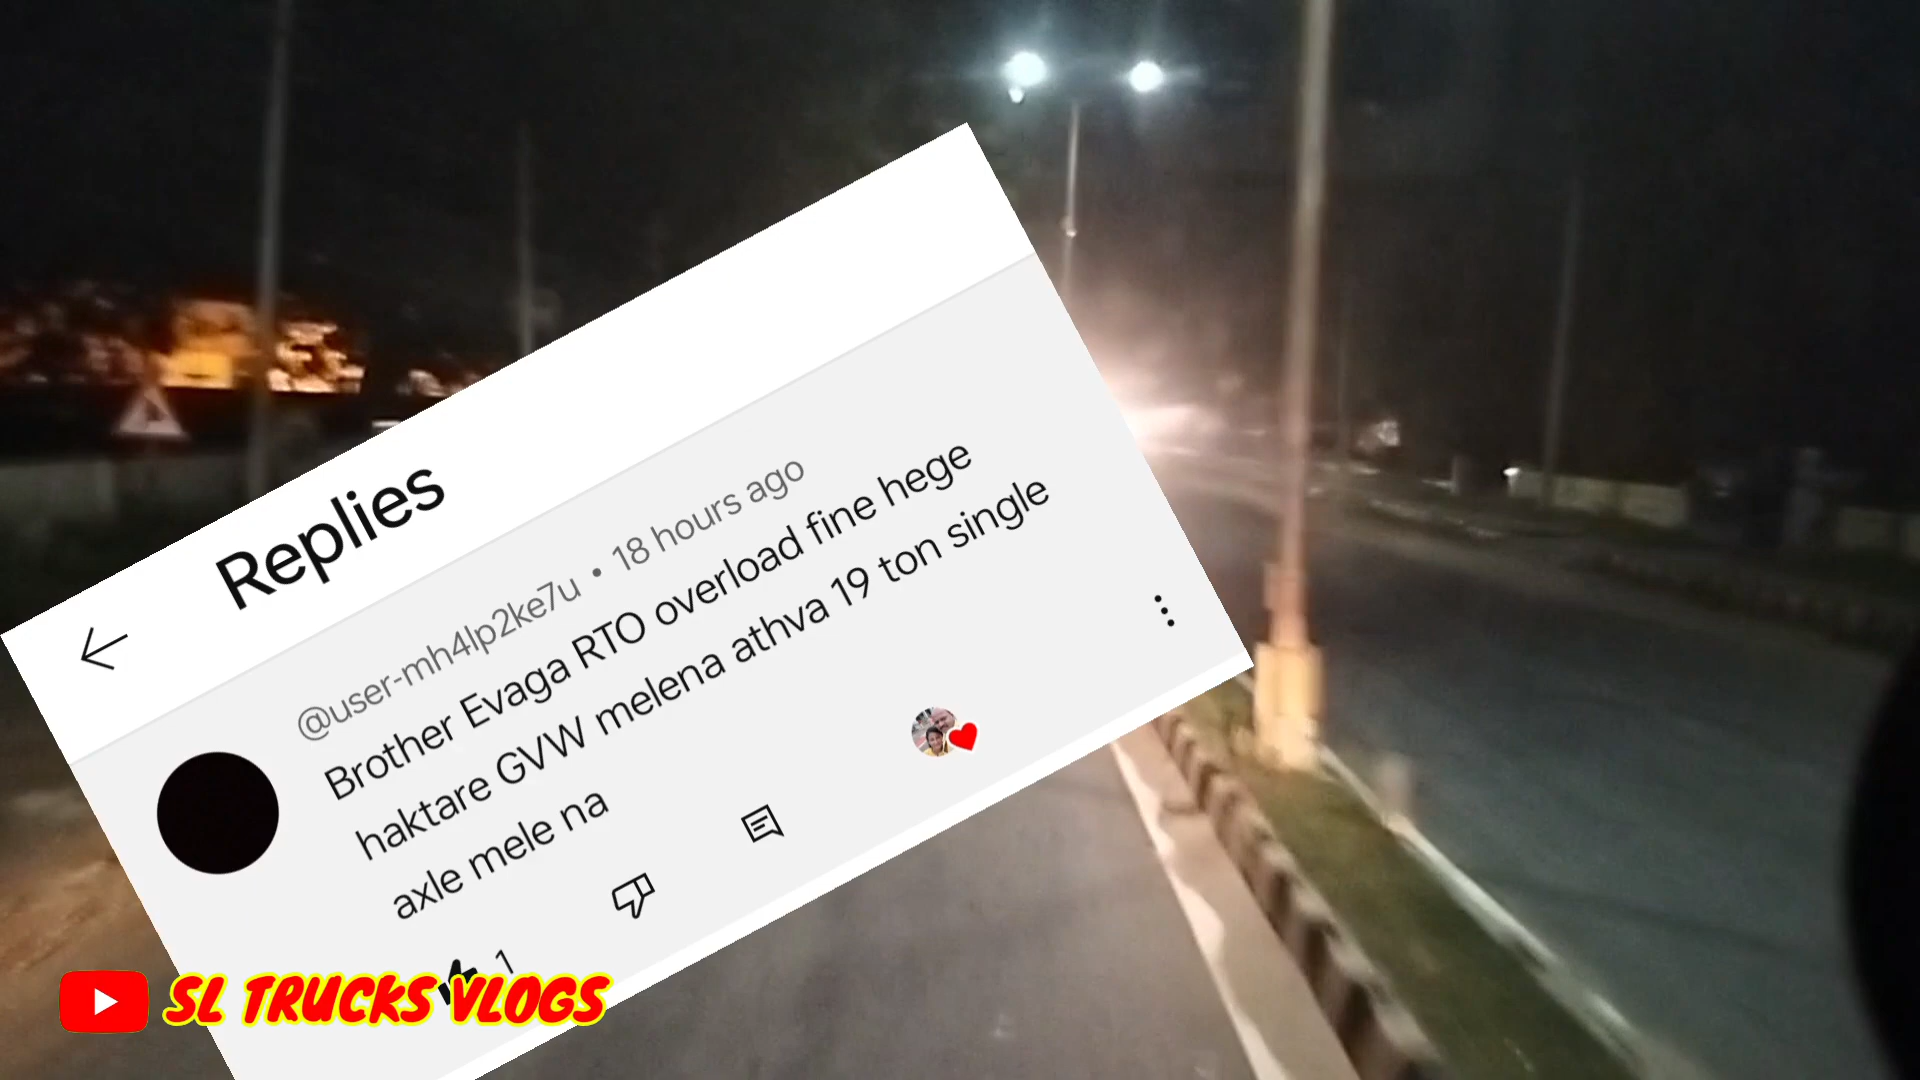 Replies
@user-mh4lp2ke7u • 18 hours ago
Brother Evaga RTO overload fine hege
haktare GVW melena athva 19 ton single
axle mele na
1
SL TRUCKS VLOGS